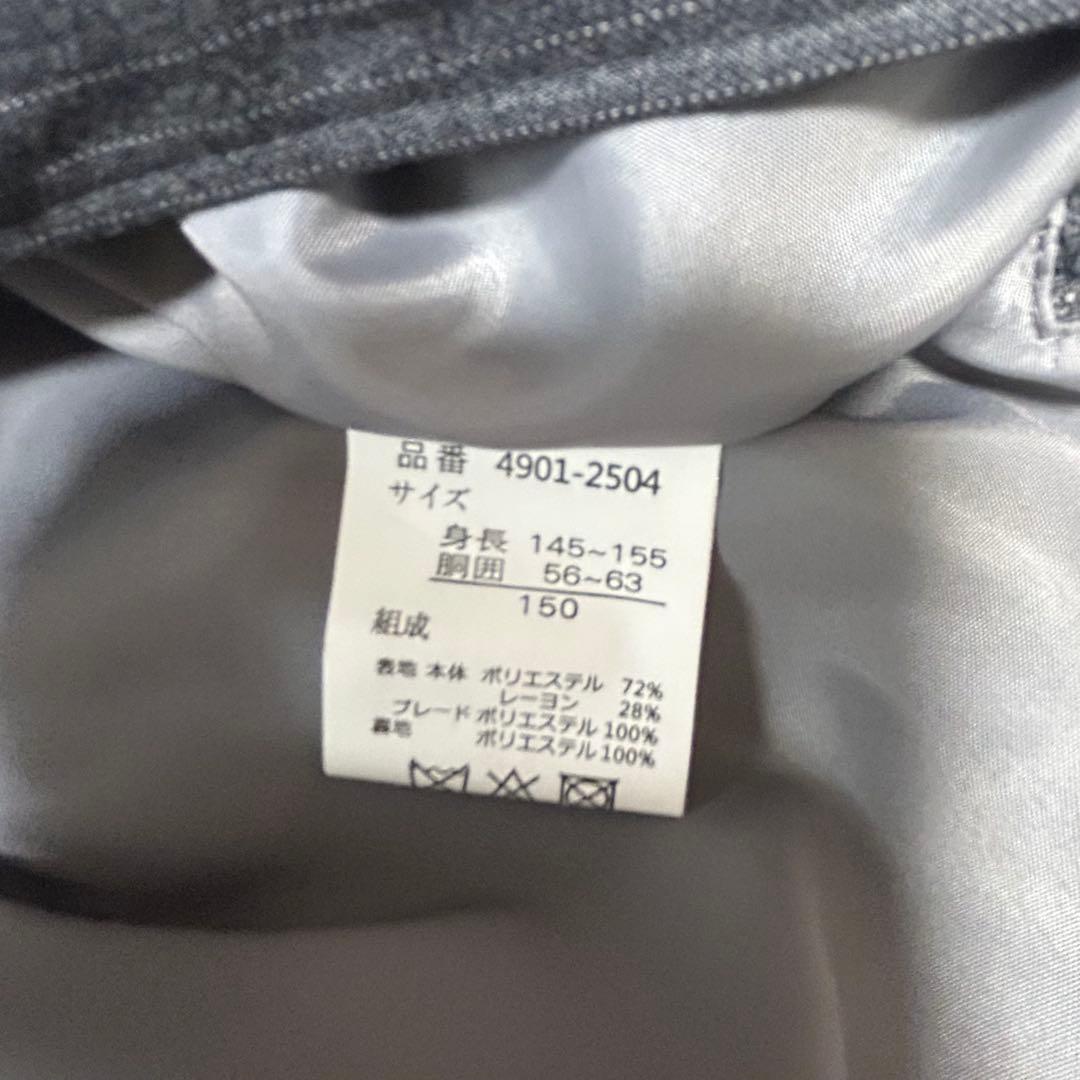 品番 4901-2504
サイズ
身長 145~155
胴囲 56~63
150
組成
表地 本体 ポリエステル 72%
レーヨン 28%
ブレード ポリエステル 100%
裏地 ポリエステル 100%